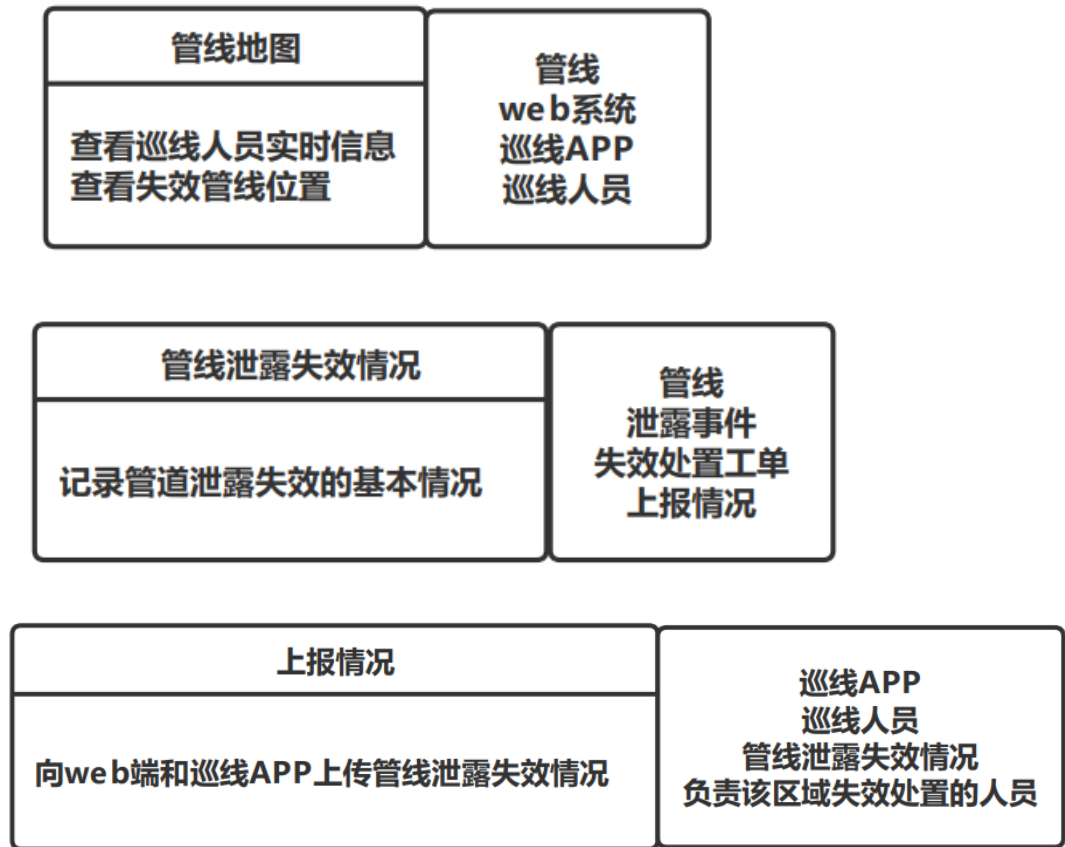 管线地图
查看巡线人员实时信息
查看失效管线位置
管线
web系统
巡线APP
巡线人员
管线泄露失效情况
记录管道泄露失效的基本情况
管线
泄露事件
失效处置工单
上报情况
上报情况
向web端和巡线APP上传管线泄露失效情况
巡线APP
巡线人员
管线泄露失效情况
负责该区域失效处置的人员